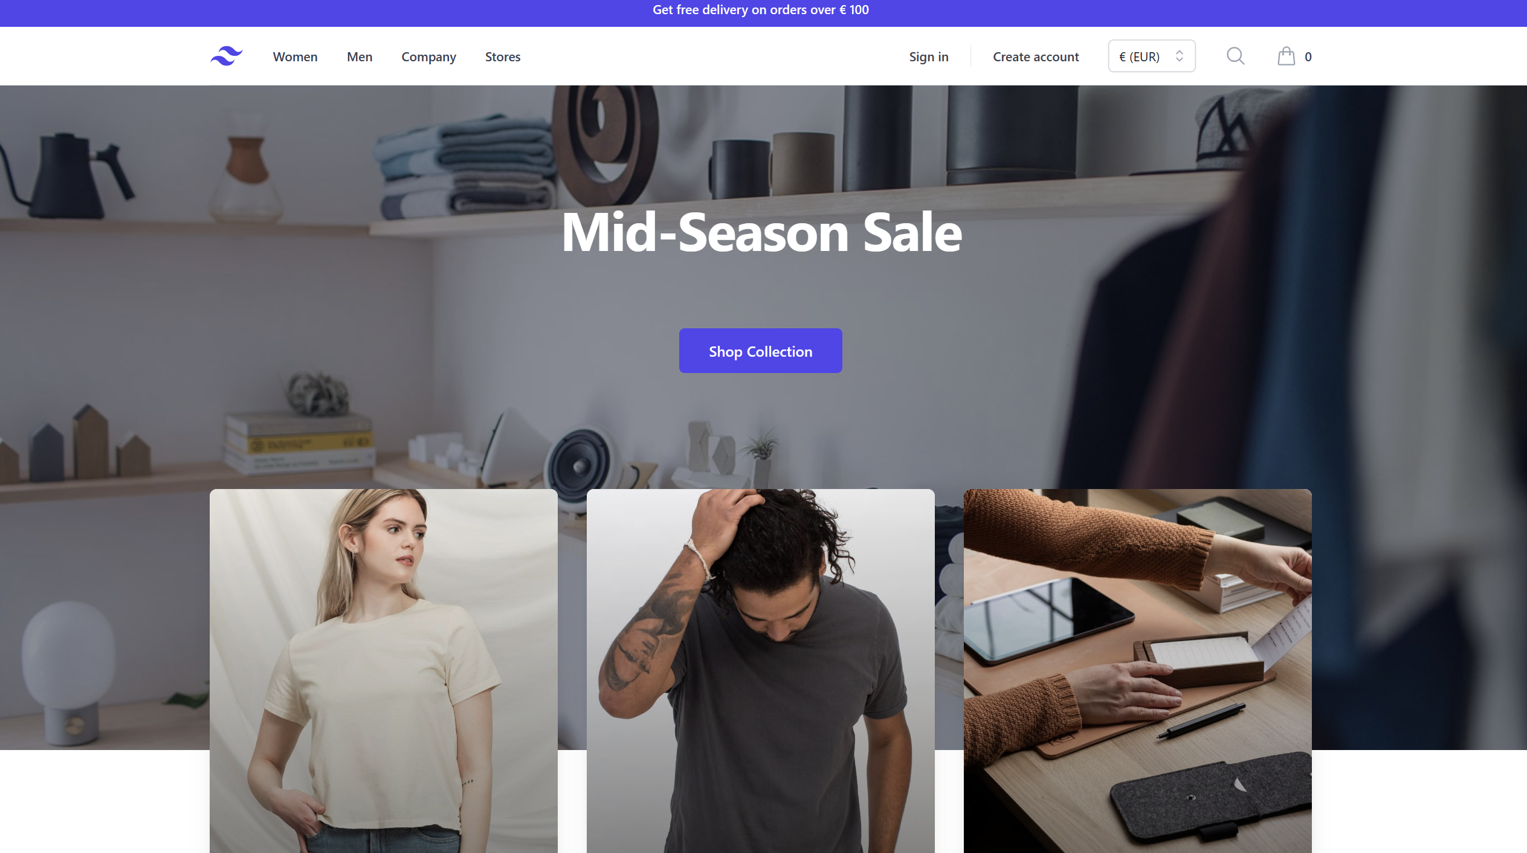 Get free delivery on orders over € 100
Women Men Company Stores Sign in Create account € (EUR) 0
Mid-Season Sale
Shop Collection